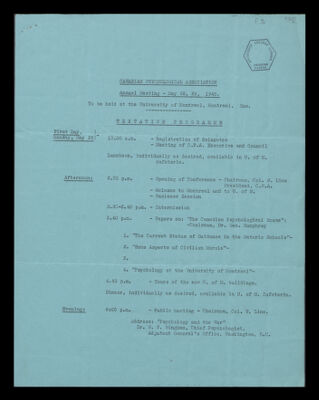 CANADIAN PSYCHOLOGICAL ASSOCIATION
Annual Meeting - May 28, 29, 1945.
To be held at the University of Montreal, Montreal. Que.
TENTATIVE PROGRAMME
First Day.
Monday, May 28: 10.00 a.m. - Registration of Delegates
- Meeting of C.P.A. Executive and Council
Luncheon, individually as desired, available in U. of M.
Cafeteria.
Afternoon: 2.00 p.m. - Opening of Conference - Chairman, Col. W. Line
President, C.P.A.
- Welcome to Montreal and to U. of M.
- Business Session
3.30-3.40 p.m. - Intermission
3.40 p.m. - Papers on: "The Canadian Psychological Scene":
-Chairman, Dr. Geo. Humphrey
1. "The Current Status of Guidance in the Ontario Schools"-
2. "Some Aspects of Civilian Morale"-
3.
4. "Psychology at the University of Montreal"-
p.m. - Tours of the new U. of M. buildings.
Dinner, individually as desired, available in U. of M. Cafeteria.
Evening: 8.00 p.m. - Public Meeting - Chairman, Col. W. Line.
Address: "Psychology and the War"
Dr. W. V. Bingham, Chief Psychologist,
Adjutant General's Office, Washington, D.C.